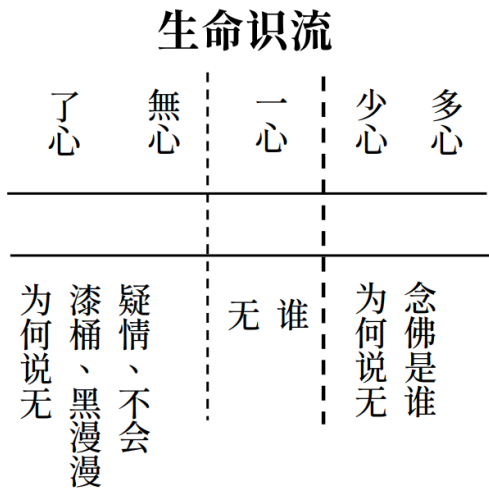 生命识流
多心
少心
一心
無心
了心
念佛是谁
为何说无
谁
无
疑情、不会
漆桶、黑漫漫
为何说无